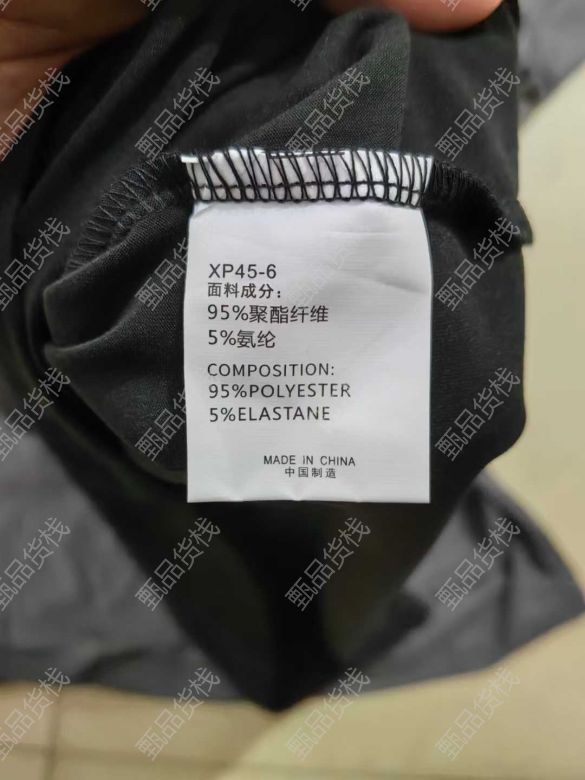 XP45-6
面料成分：
95%聚酯纤维
5%氨纶
COMPOSITION:
95%POLYESTER
5%ELASTANE
MADE IN CHINA
中国制造
甄品货栈